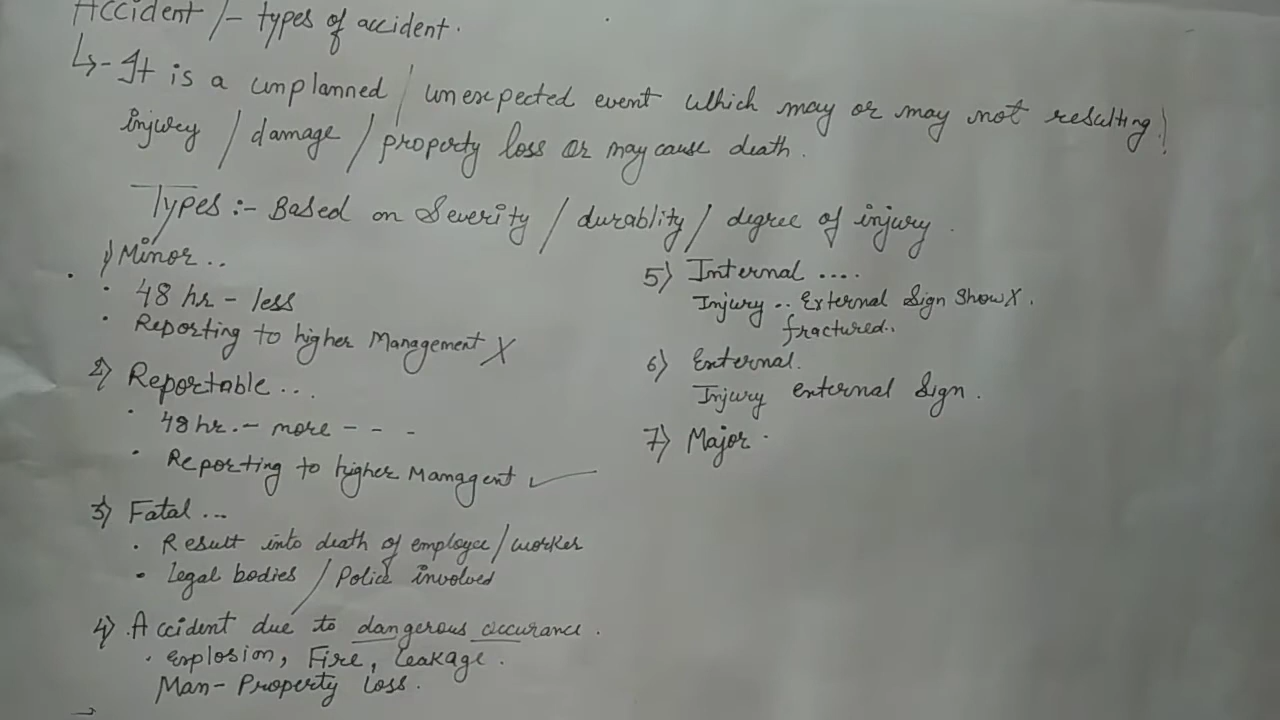 Accident /- types of accident.
↳- It is a unplanned / unexpected event which may or may not resulting /
injury / damage / property loss or may cause death.
Types :- Based on Severity / durablity / degree of injury.
1) Minor ..
• 48 hr - less
• Reporting to higher Management X
2) Reportable ...
• 48 hr. - more - - -
• Reporting to higher Managent ✓
3) Fatal ...
• Result into death of employee / worker
• Legal bodies / Police involved
4) .Accident due to dangerous occurance.
• Explosion, Fire, Leakage.
Man - Property loss.
5) Internal ....
Injury .. External Sign Show X.
fractured..
6) External.
Injury external Sign.
7) Major .